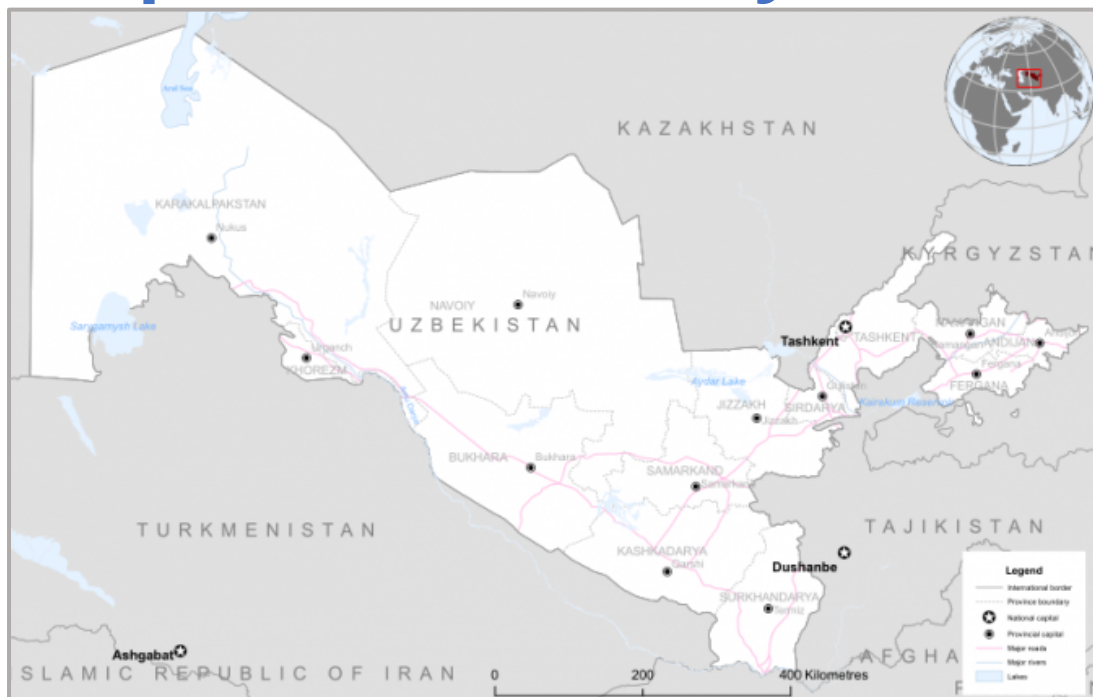 Aral Sea
KAZAKHSTAN
KARAKALPAKSTAN
Nukus
KYRGYZSTAN
NAVOIY
Navoiy
Sarygamysh Lake
UZBEKISTAN
Tashkent
TASHKENT
NAMANGAN
Namangan
ANDIJAN
Urgench
KHOREZM
Fergana
FERGANA
Aydar Lake
Gulistan
Kairakum Reservoir
JIZZAKH
SIRDARYA
Jizzakh
BUKHARA
Bukhara
SAMARKAND
Samarkand
TURKMENISTAN
TAJIKISTAN
KASHKADARYA
Qarshi
Dushanbe
SURKHANDARYA
Termiz
Ashgabat
ISLAMIC REPUBLIC OF IRAN
AFGHA
0 200 400 Kilometres
Legend
International border
Province boundary
National capital
Provincial capital
Major roads
Major rivers
Lakes